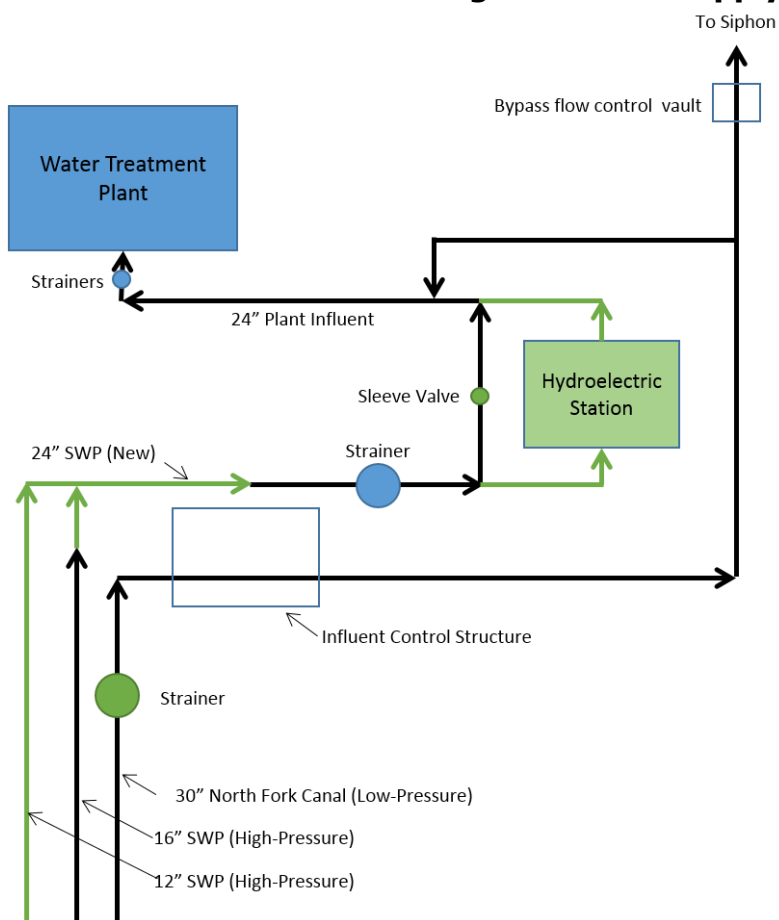 To Siphon
Bypass flow control vault
Water Treatment
Plant
Strainers
24” Plant Influent
Hydroelectric
Station
Sleeve Valve
24” SWP (New)
Strainer
Influent Control Structure
Strainer
30” North Fork Canal (Low-Pressure)
16” SWP (High-Pressure)
12” SWP (High-Pressure)